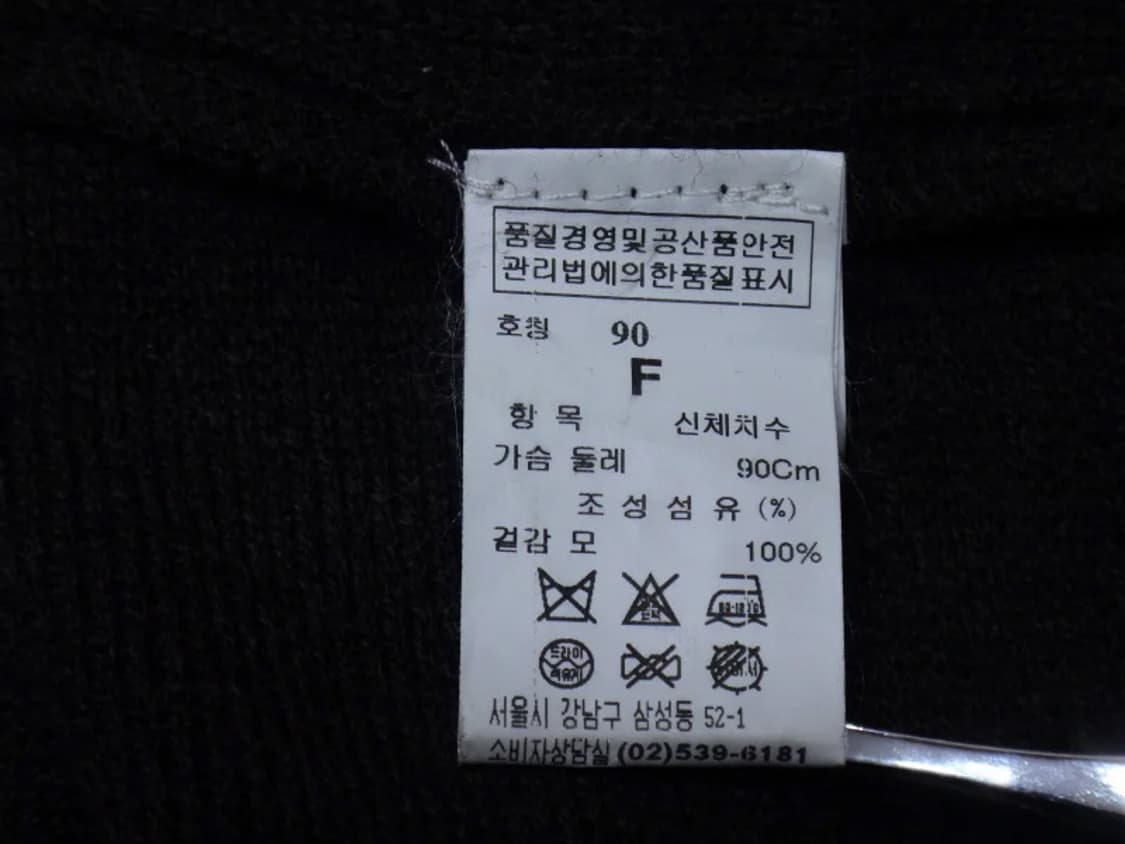 품질경영및공산품안전
관리법에의한품질표시
호칭 90
F
항 목 신체치수
가슴 둘레 90Cm
조 성 섬 유 (%)
겉감 모 100%
드라이
서울시 강남구 삼성동 52-1
소비자상담실 (02)539-6181